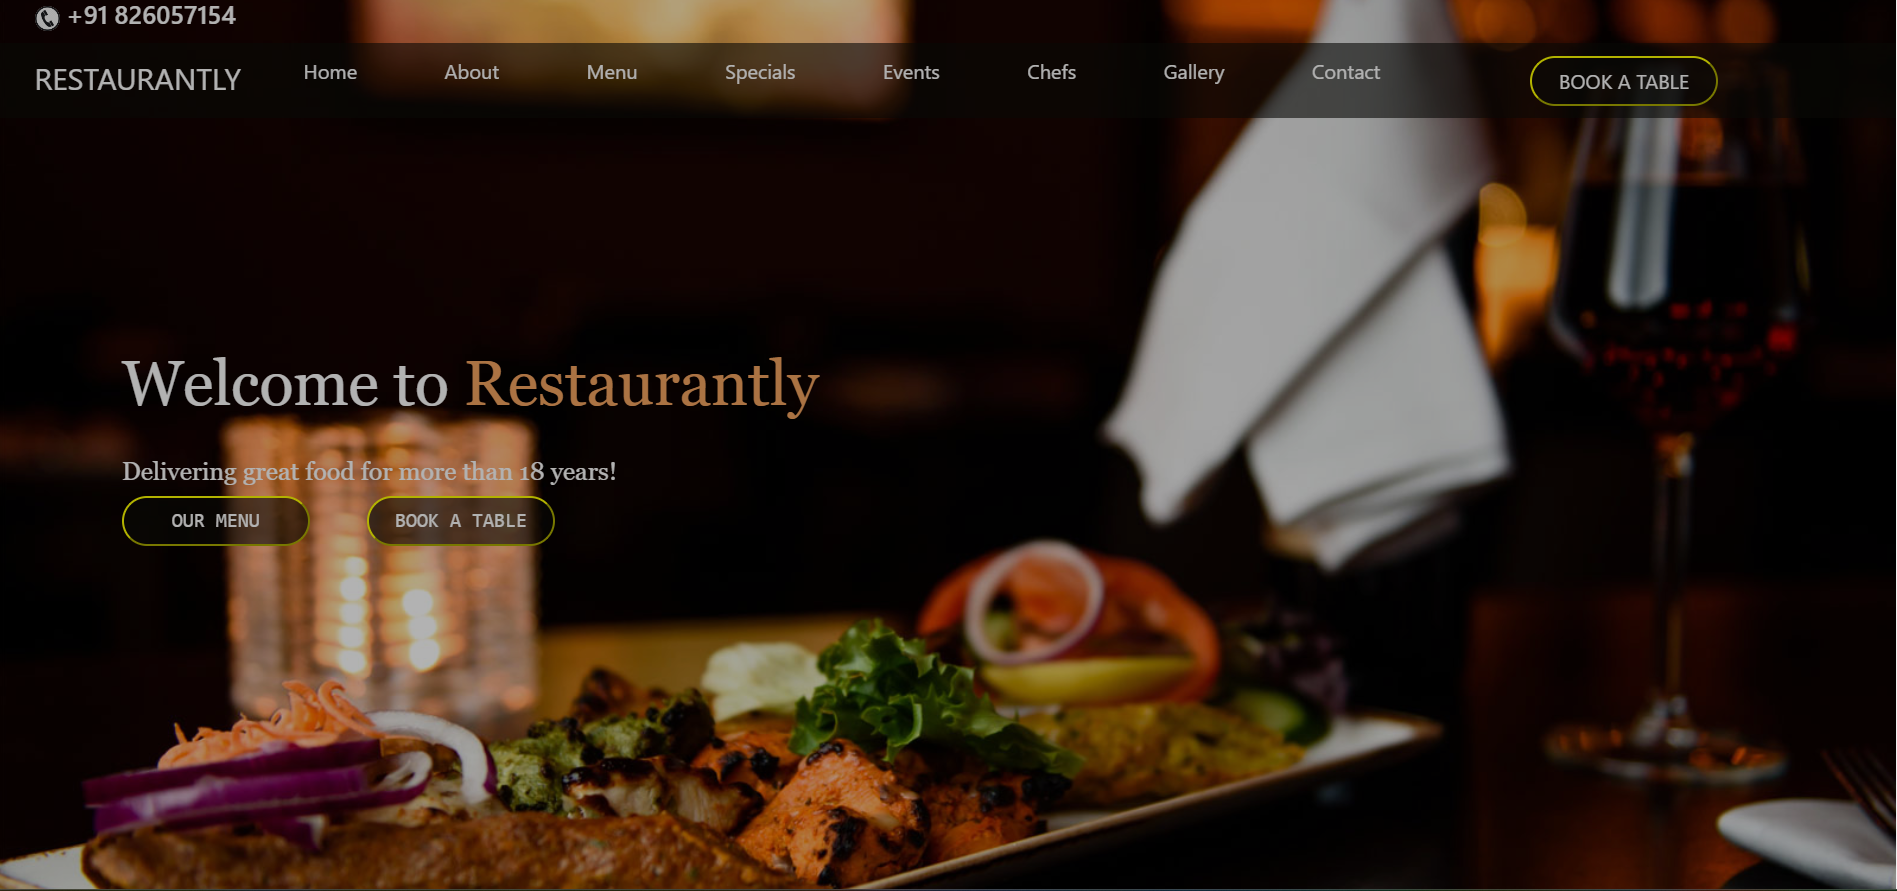 +91 826057154
RESTAURANTLY Home About Menu Specials Events Chefs Gallery Contact BOOK A TABLE
Welcome to Restaurantly
Delivering great food for more than 18 years!
OUR MENU BOOK A TABLE